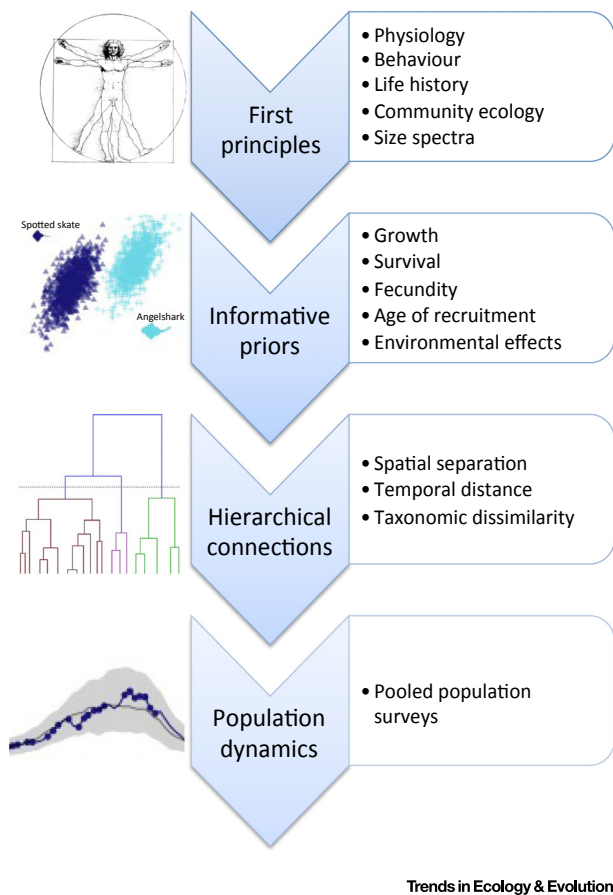 First
principles
• Physiology
• Behaviour
• Life history
• Community ecology
• Size spectra
Spotted skate
Angelshark
Informative
priors
• Growth
• Survival
• Fecundity
• Age of recruitment
• Environmental effects
Hierarchical
connections
• Spatial separation
• Temporal distance
• Taxonomic dissimilarity
Population
dynamics
• Pooled population
surveys
Trends in Ecology & Evolution